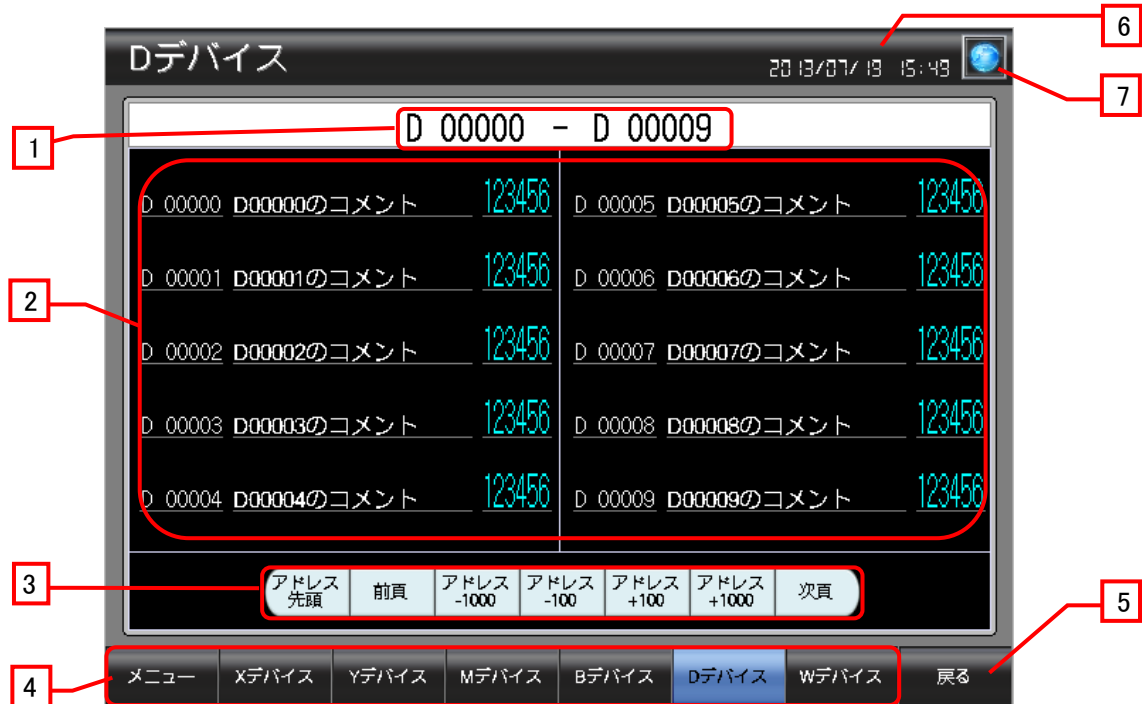 6
Dデバイス
2013/07/19 15:49
7
D 00000 - D 00009
1
D 00000 D00000のコメント 123456 D 00005 D00005のコメント 123456
D 00001 D00001のコメント 123456 D 00006 D00006のコメント 123456
2
D 00002 D00002のコメント 123456 D 00007 D00007のコメント 123456
D 00003 D00003のコメント 123456 D 00008 D00008のコメント 123456
D 00004 D00004のコメント 123456 D 00009 D00009のコメント 123456
3
アドレス
先頭
前頁
アドレス
-1000
アドレス
-100
アドレス
+100
アドレス
+1000
次頁
5
4
メニュー Xデバイス Yデバイス Mデバイス Bデバイス Dデバイス Wデバイス 戻る